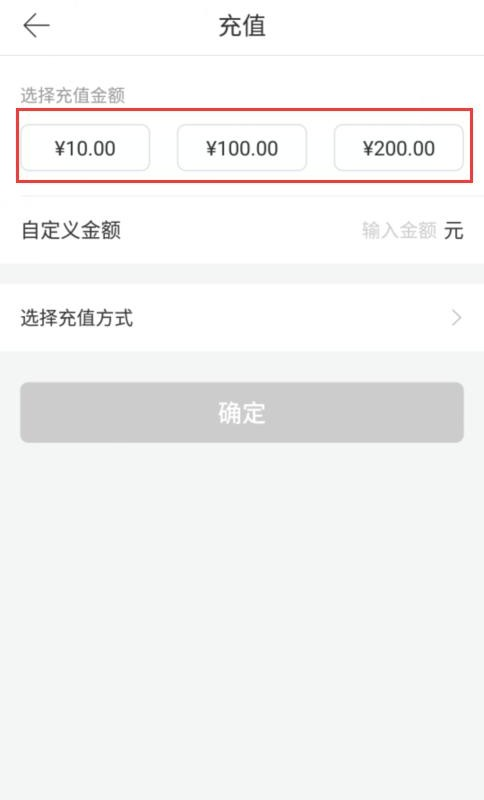 充值
选择充值金额
¥10.00 ¥100.00 ¥200.00
自定义金额 输入金额 元
选择充值方式
确定